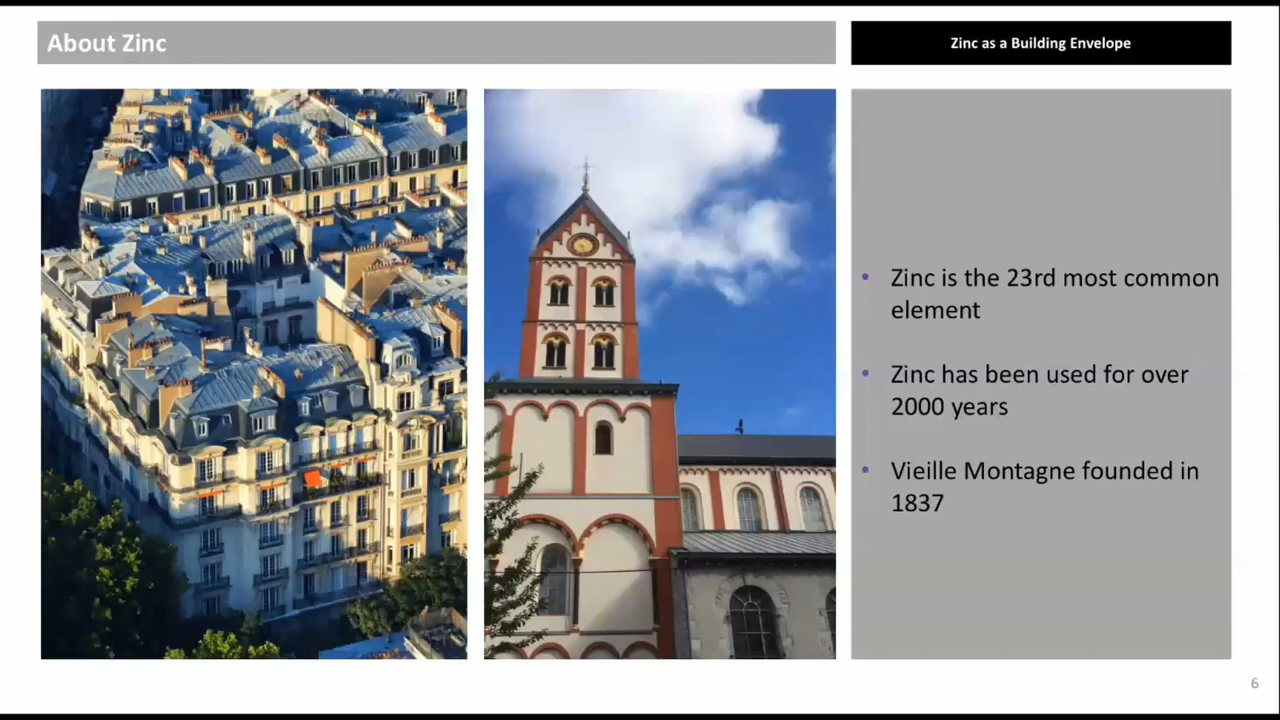 About Zinc
Zinc as a Building Envelope
• Zinc is the 23rd most common
element
• Zinc has been used for over
2000 years
• Vieille Montagne founded in
1837
6